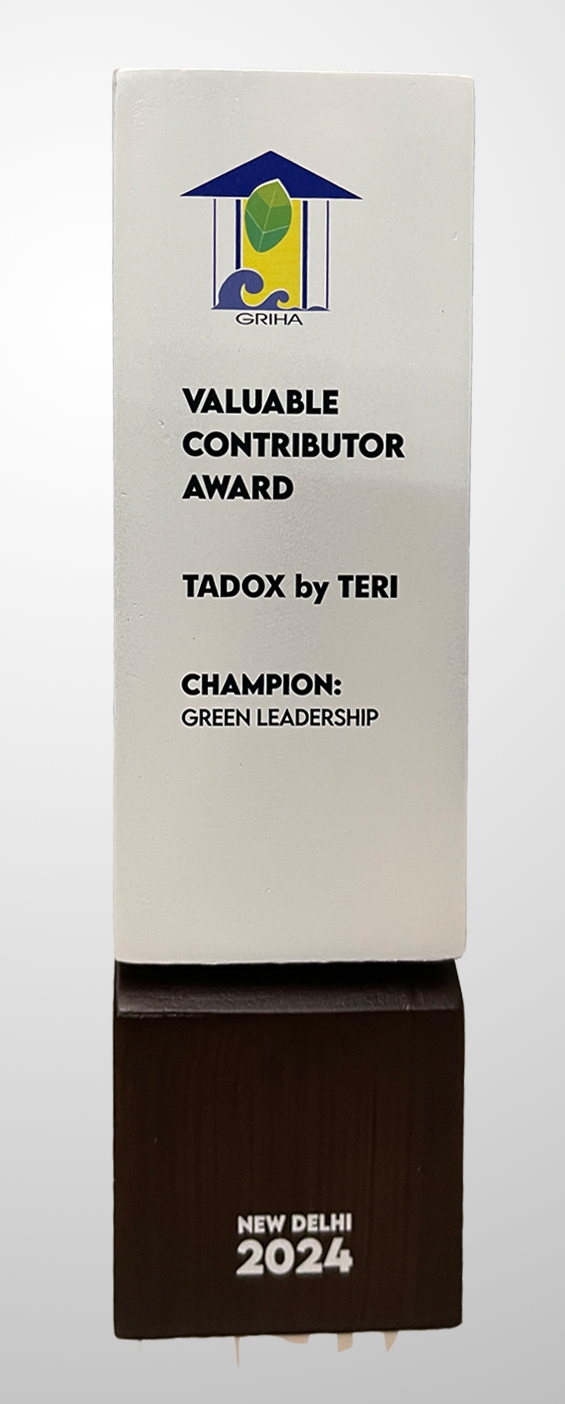 GRIHA
VALUABLE
CONTRIBUTOR
AWARD
TADOX by TERI
CHAMPION:
GREEN LEADERSHIP
NEW DELHI
2024